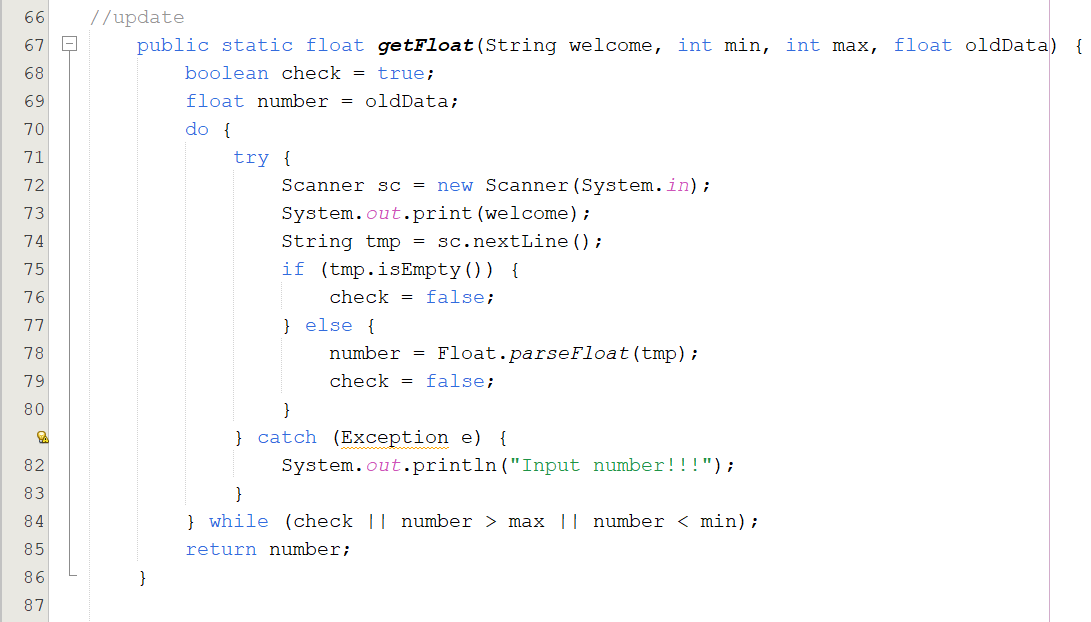 66 //update
67 public static float getFloat(String welcome, int min, int max, float oldData) {
68 boolean check = true;
69 float number = oldData;
70 do {
71 try {
72 Scanner sc = new Scanner(System.in);
73 System.out.print(welcome);
74 String tmp = sc.nextLine();
75 if (tmp.isEmpty()) {
76 check = false;
77 } else {
78 number = Float.parseFloat(tmp);
79 check = false;
80 }
} catch (Exception e) {
82 System.out.println("Input number!!!");
83 }
84 } while (check || number > max || number < min);
85 return number;
86 }
87